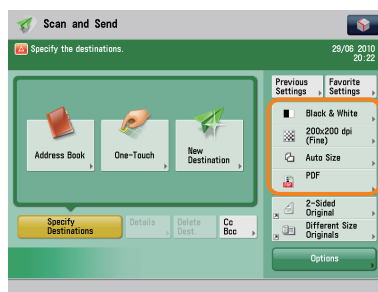 Scan and Send
Specify the destinations.
29/06 2010
20:22
Previous
Settings
Favorite
Settings
Address Book
One-Touch
New
Destination
Black & White
200x200 dpi
(Fine)
Auto Size
PDF
Specify
Destinations
Details
Delete
Dest.
Cc
Bcc
2-Sided
Original
Different Size
Originals
Options